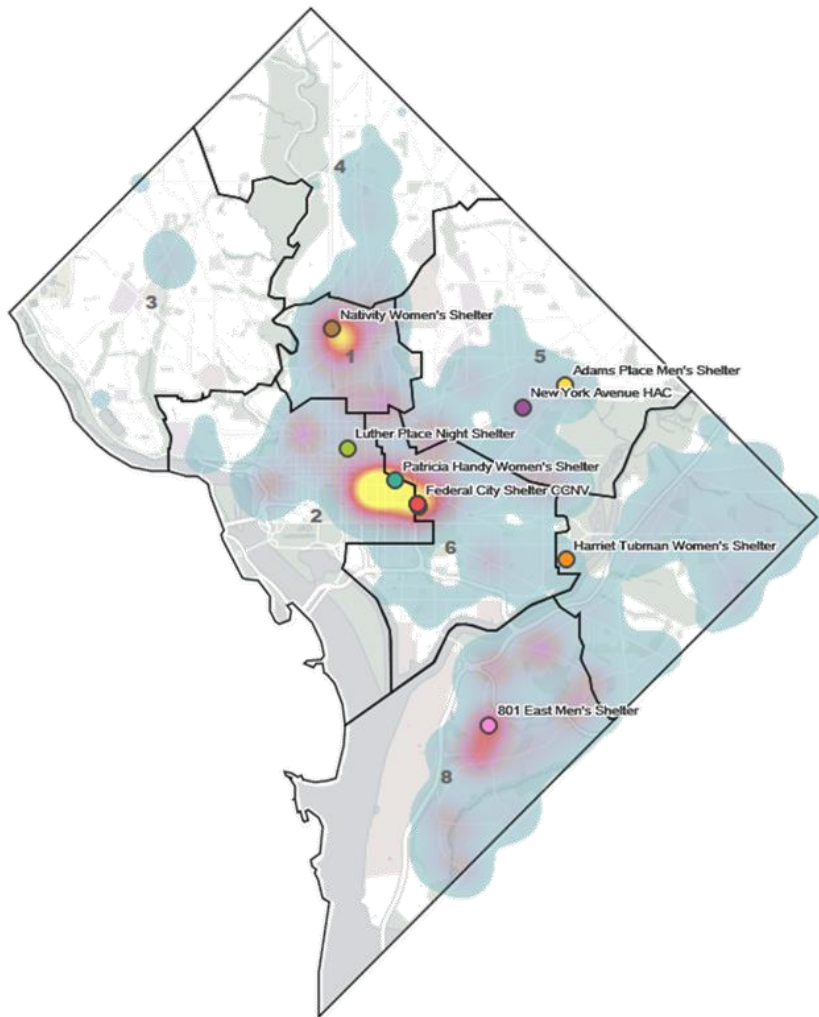 4
3
Nativity Women's Shelter
1
5
Adams Place Men's Shelter
New York Avenue HAC
Luther Place Night Shelter
Patricia Handy Women's Shelter
Federal City Shelter CCNV
2
6
Harriet Tubman Women's Shelter
801 East Men's Shelter
8